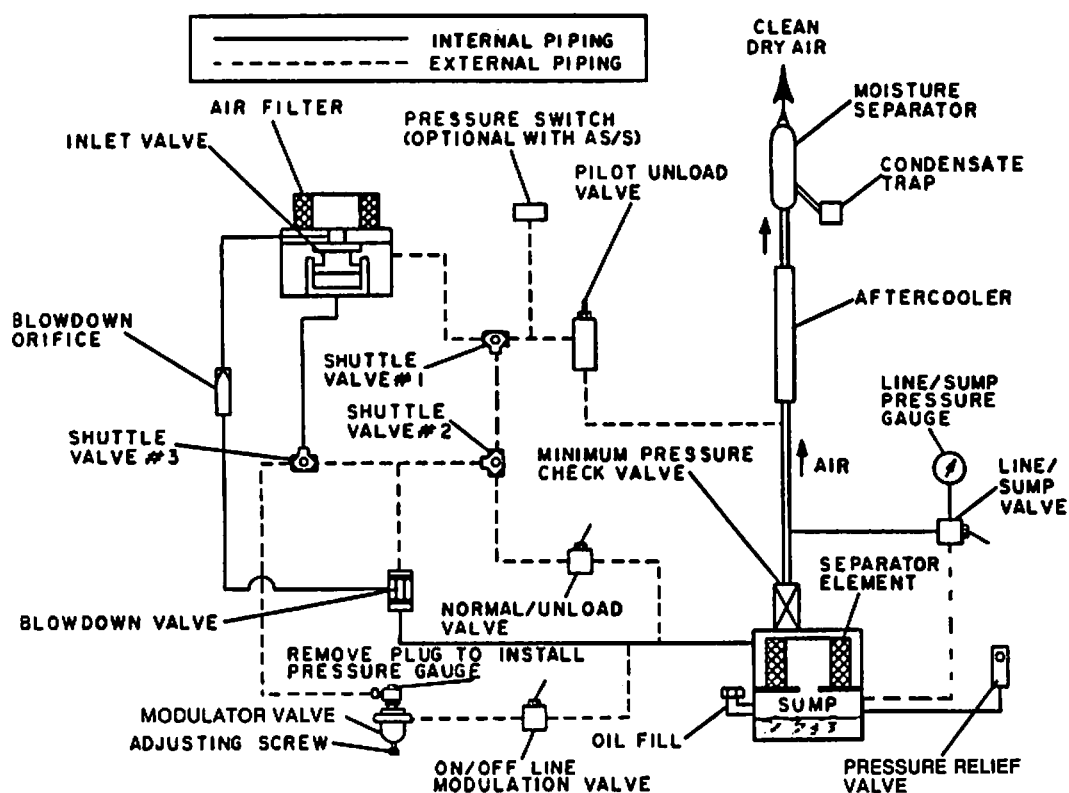 INTERNAL PIPING
EXTERNAL PIPING
CLEAN
DRY AIR
AIR FILTER
INLET VALVE
PRESSURE SWITCH
(OPTIONAL WITH AS/S)
PILOT UNLOAD
VALVE
MOISTURE
SEPARATOR
CONDENSATE
TRAP
BLOWDOWN
ORIFICE
AFTERCOOLER
SHUTTLE
VALVE#1
LINE/SUMP
PRESSURE
GAUGE
SHUTTLE
VALVE#2
SHUTTLE
VALVE #3
MINIMUM PRESSURE
CHECK VALVE
AIR
LINE/
SUMP
VALVE
SEPARATOR
ELEMENT
BLOWDOWN VALVE
NORMAL/UNLOAD
VALVE
REMOVE PLUG TO INSTALL
PRESSURE GAUGE
SUMP
MODULATOR VALVE
ADJUSTING SCREW
OIL FILL
ON/OFF LINE
MODULATION VALVE
PRESSURE RELIEF
VALVE